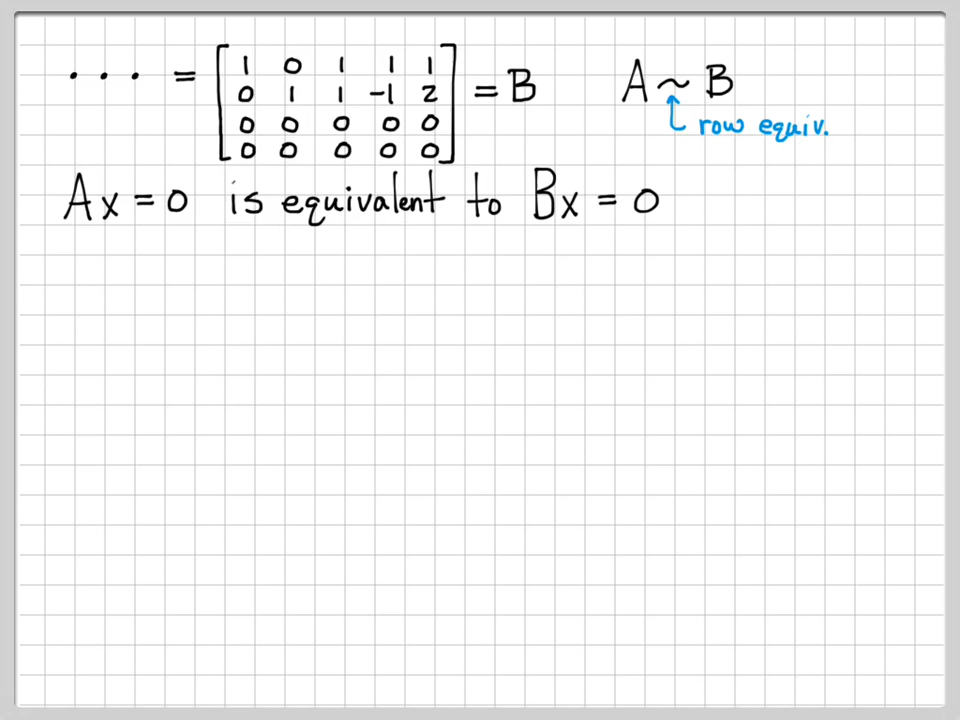 · · · = [ 1 0 1 1 1
0 1 1 -1 2
0 0 0 0 0
0 0 0 0 0 ] = B A ~ B
row equiv.
Ax = 0 is equivalent to Bx = 0